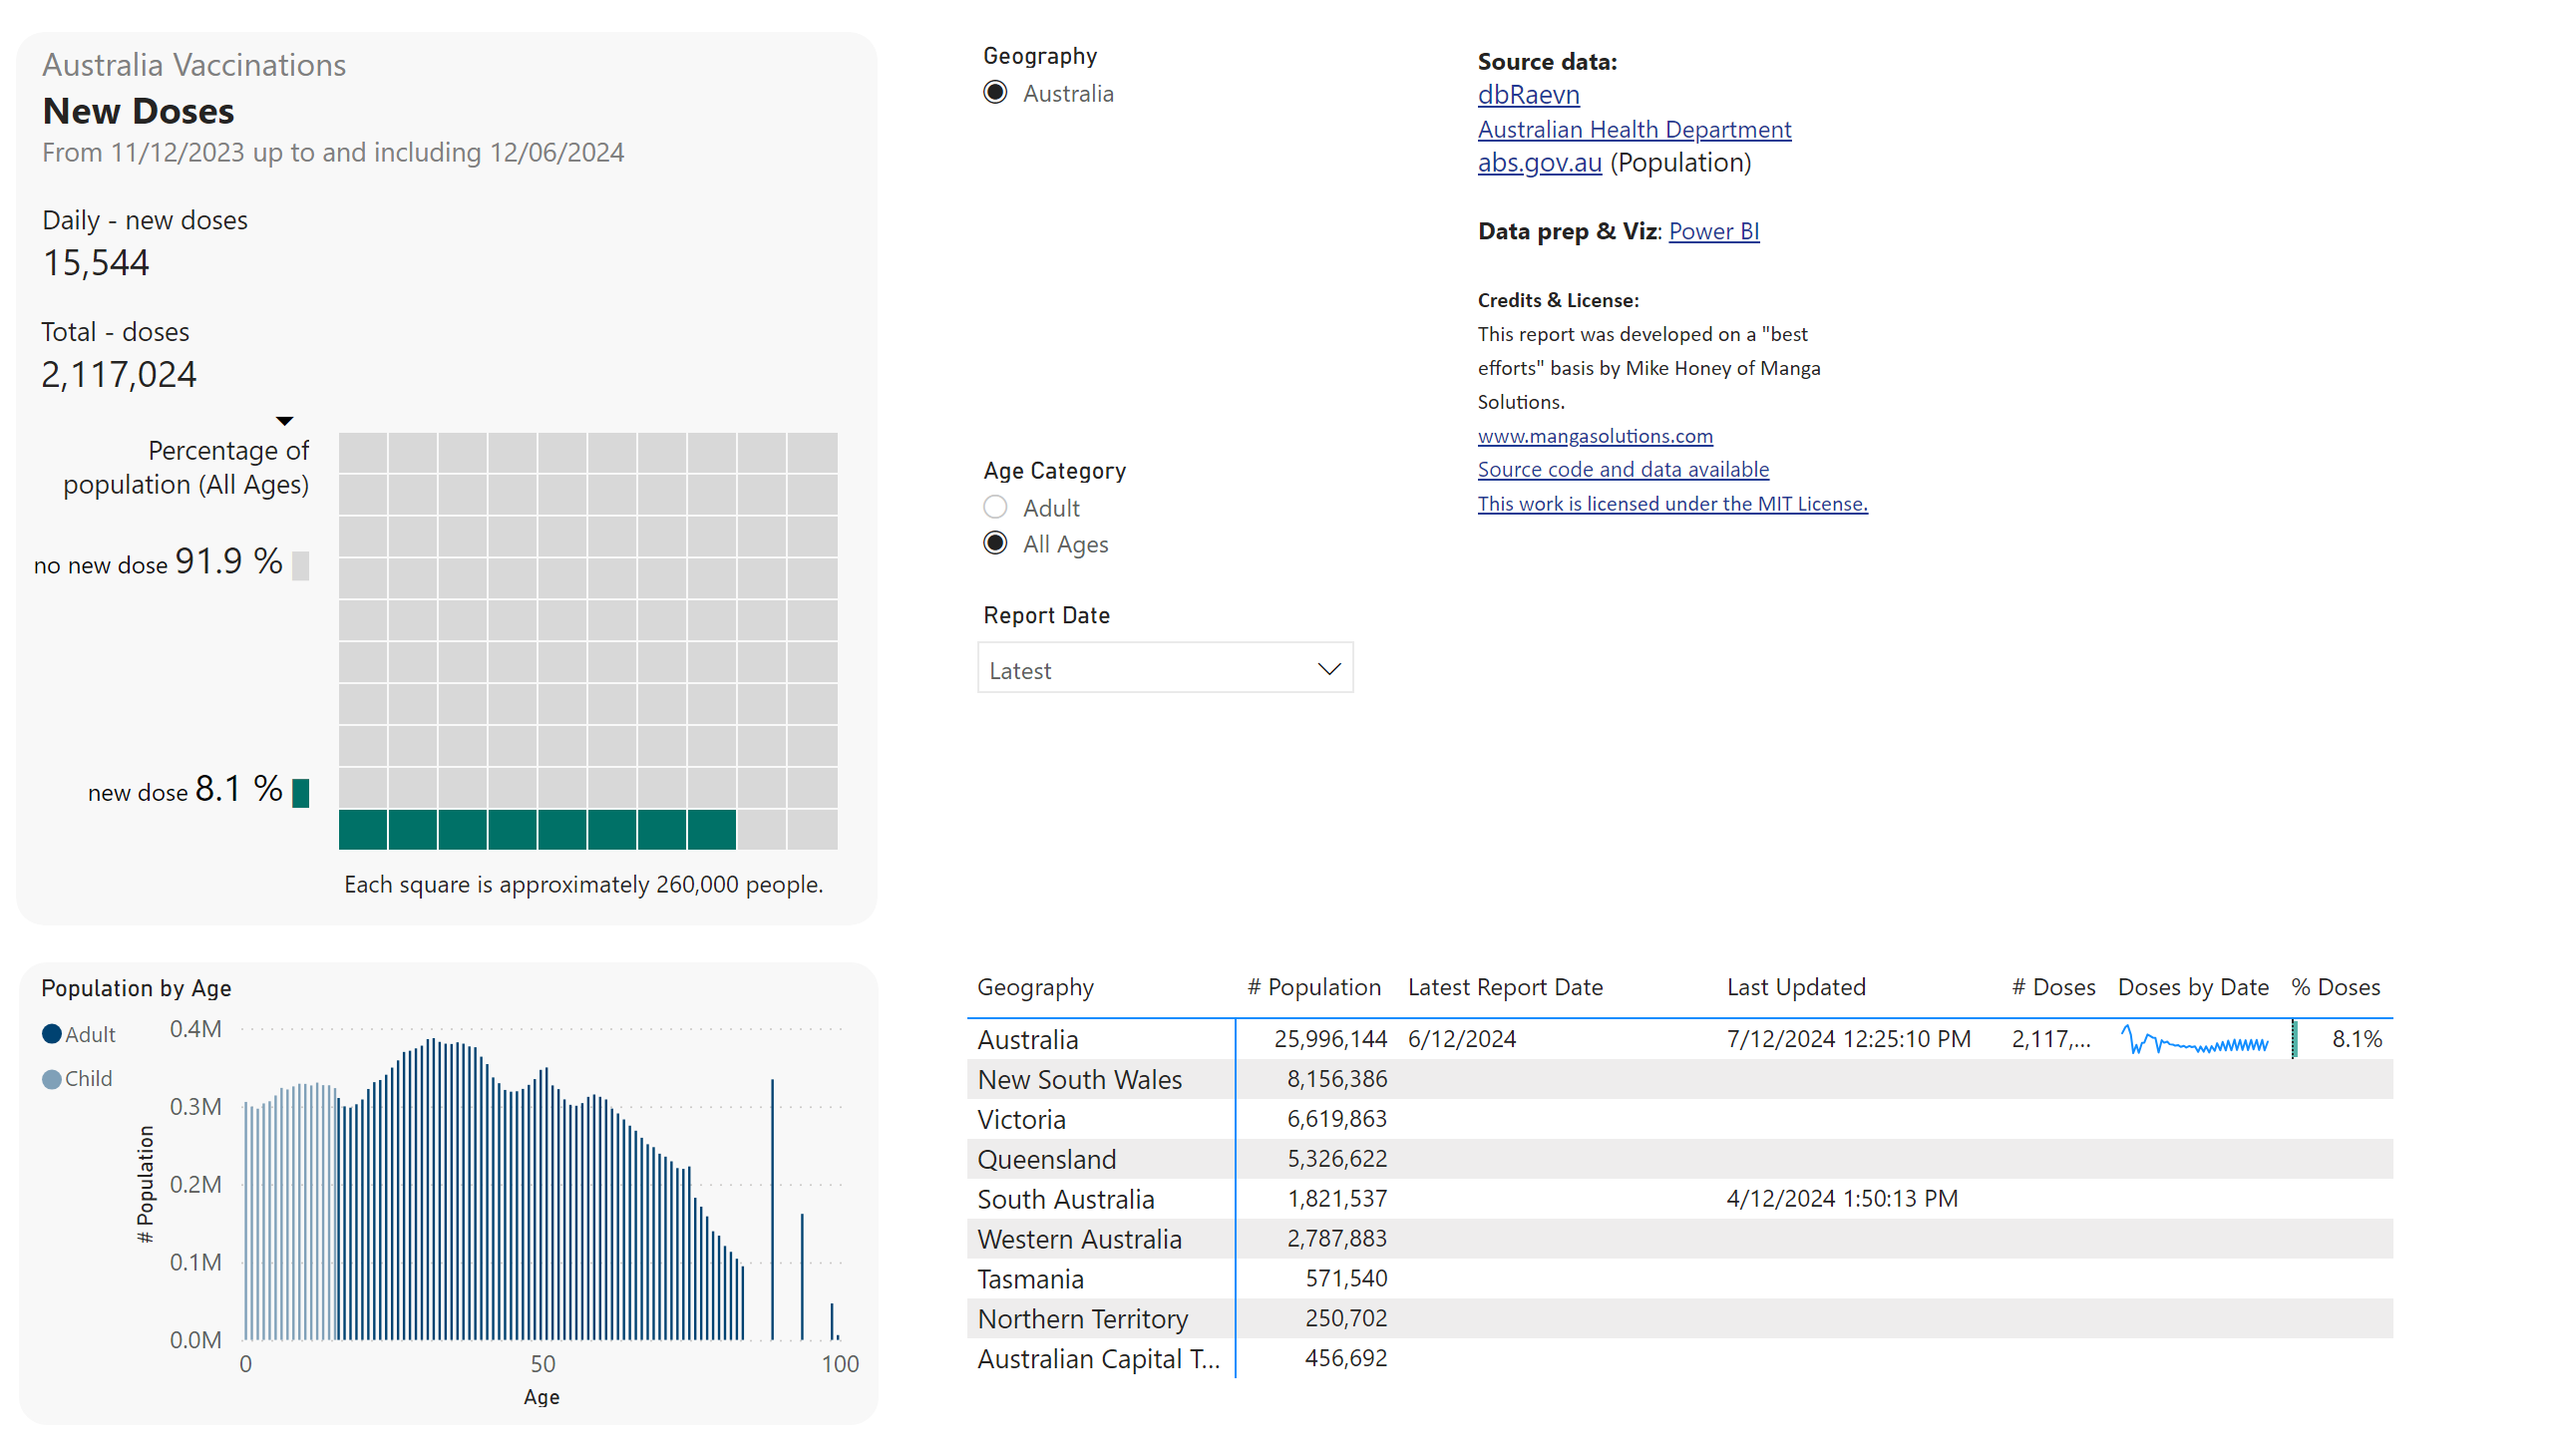 Australia Vaccinations
New Doses
From 11/12/2023 up to and including 12/06/2024
Daily - new doses
15,544
Total - doses
2,117,024
Percentage of
population (All Ages)
no new dose 91.9 %
new dose 8.1 %
Each square is approximately 260,000 people.
Geography
Australia
Age Category
Adult
All Ages
Report Date
Latest
Source data:
dbRaevn
Australian Health Department
abs.gov.au (Population)
Data prep & Viz: Power BI
Credits & License:
This report was developed on a "best
efforts" basis by Mike Honey of Manga
Solutions.
www.mangasolutions.com
Source code and data available
This work is licensed under the MIT License.
Population by Age
Adult
Child
# Population
0.4M
0.3M
0.2M
0.1M
0.0M
0 50 100
Age
Geography # Population Latest Report Date Last Updated # Doses Doses by Date % Doses
Australia 25,996,144 6/12/2024 7/12/2024 12:25:10 PM 2,117,... 8.1%
New South Wales 8,156,386
Victoria 6,619,863
Queensland 5,326,622
South Australia 1,821,537 4/12/2024 1:50:13 PM
Western Australia 2,787,883
Tasmania 571,540
Northern Territory 250,702
Australian Capital T... 456,692